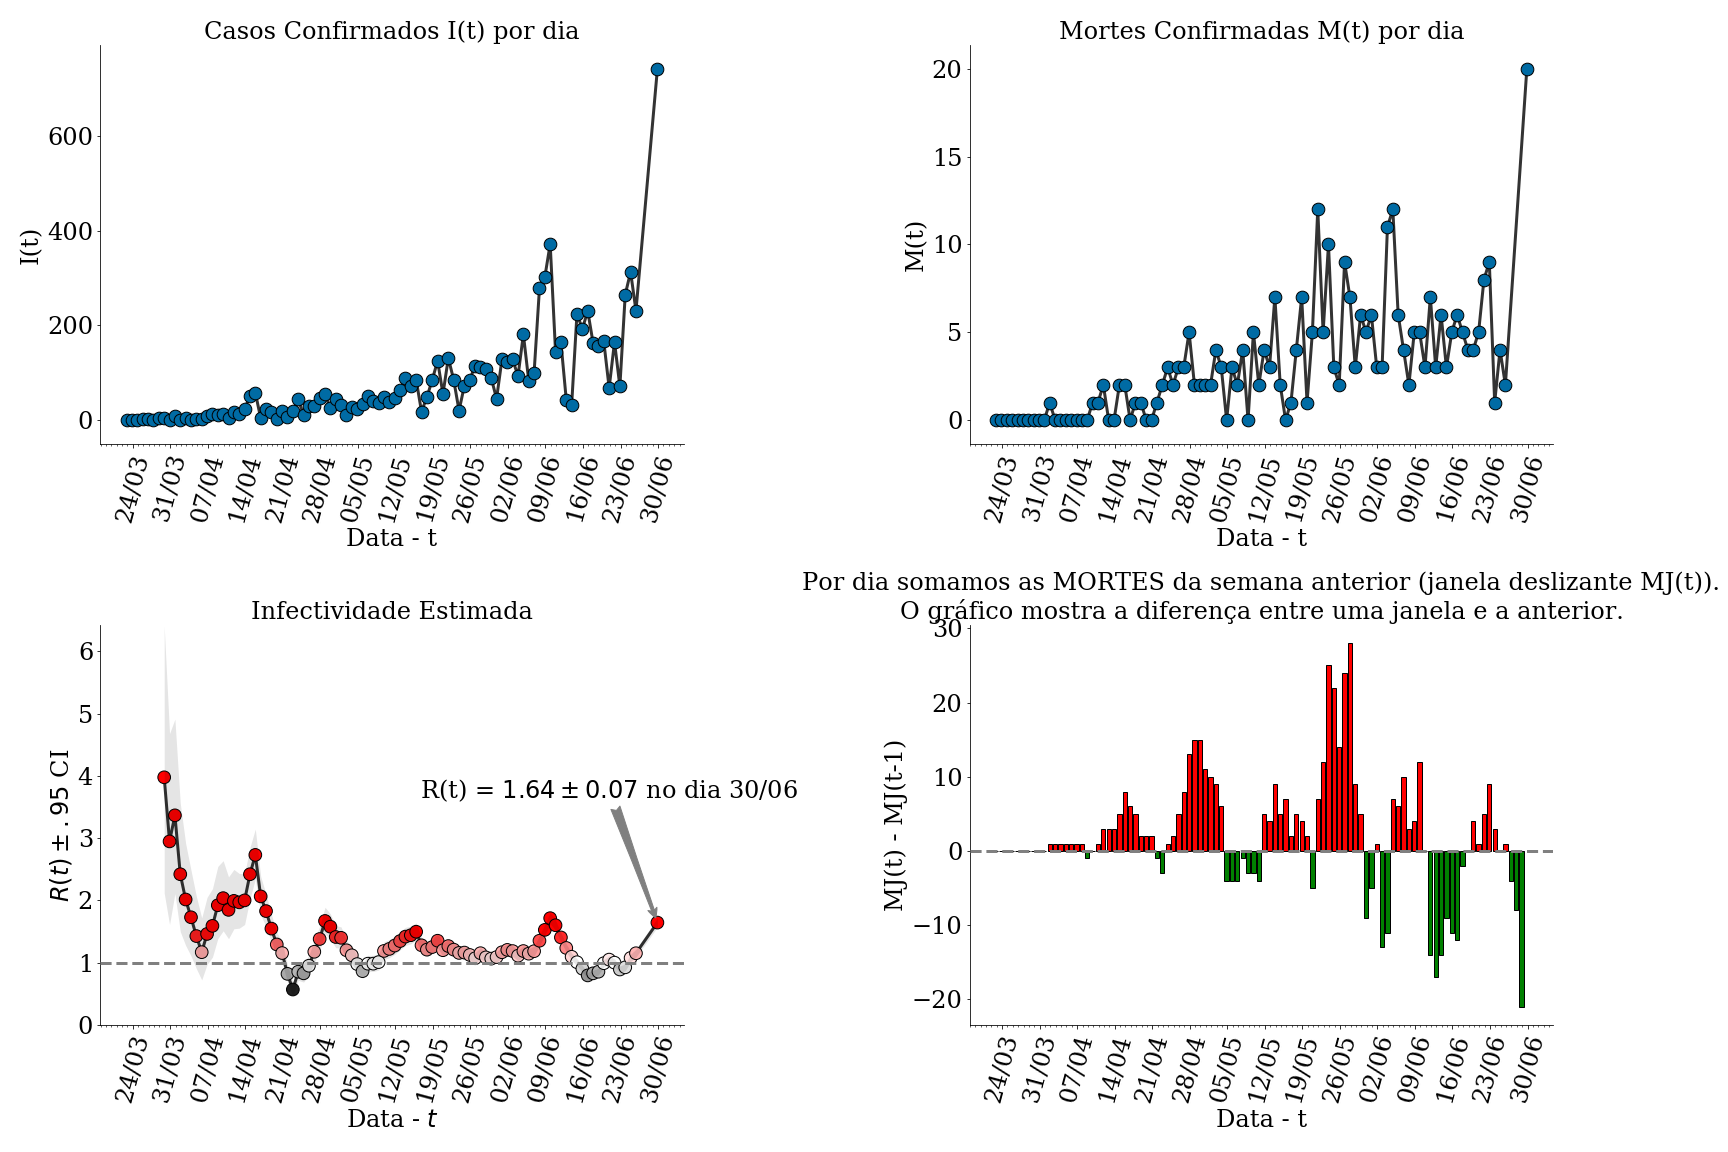 Casos Confirmados I(t) por dia
I(t)
600
400
200
0
24/03 31/03 07/04 14/04 21/04 28/04 05/05 12/05 19/05 26/05 02/06 09/06 16/06 23/06 30/06
Data - t
Mortes Confirmadas M(t) por dia
M(t)
20
15
10
5
0
24/03 31/03 07/04 14/04 21/04 28/04 05/05 12/05 19/05 26/05 02/06 09/06 16/06 23/06 30/06
Data - t
Infectividade Estimada
R(t) ± .95 CI
6
5
4
3
2
1
0
R(t) = 1.64 ± 0.07 no dia 30/06
24/03 31/03 07/04 14/04 21/04 28/04 05/05 12/05 19/05 26/05 02/06 09/06 16/06 23/06 30/06
Data - t
Por dia somamos as MORTES da semana anterior (janela deslizante MJ(t)).
O gráfico mostra a diferença entre uma janela e a anterior.
MJ(t) - MJ(t-1)
30
20
10
0
−10
−20
24/03 31/03 07/04 14/04 21/04 28/04 05/05 12/05 19/05 26/05 02/06 09/06 16/06 23/06 30/06
Data - t